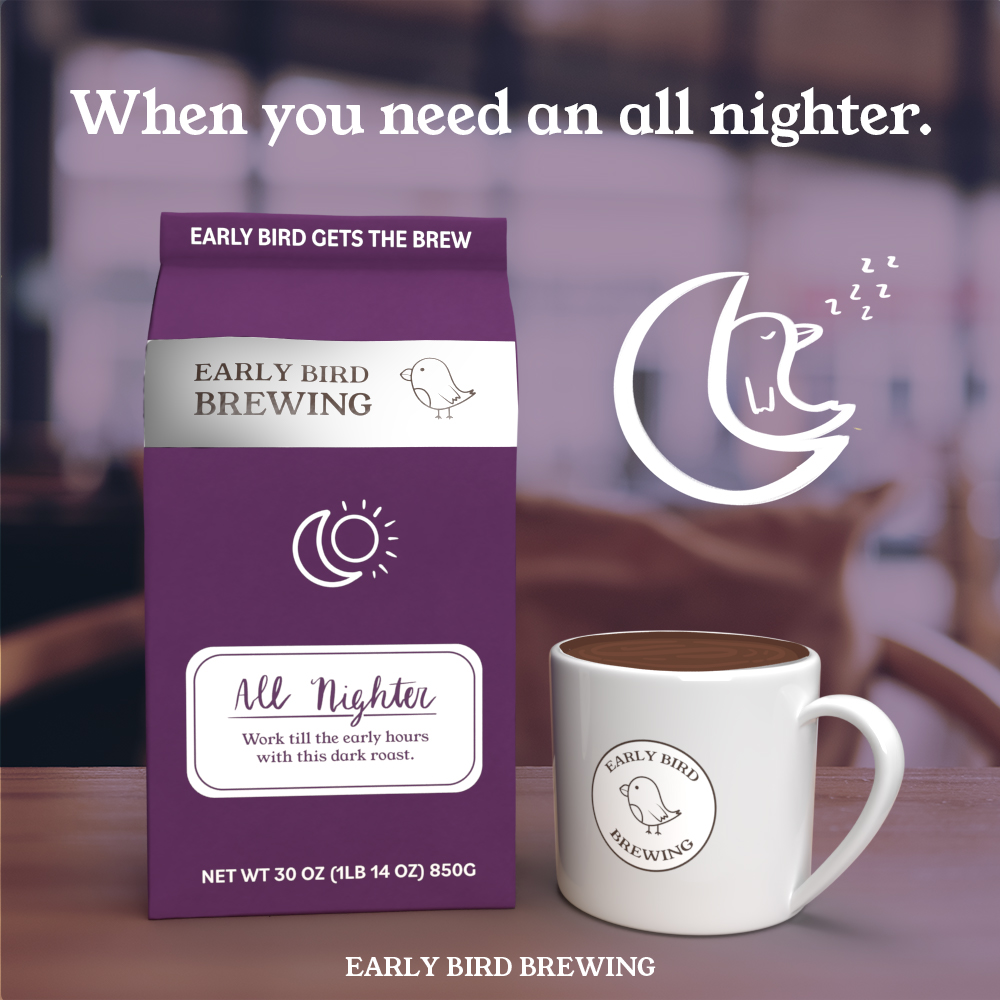 When you need an all nighter.
EARLY BIRD GETS THE BREW
EARLY BIRD
BREWING
z z
z z z
z
All Nighter
Work till the early hours
with this dark roast.
NET WT 30 OZ (1LB 14 OZ) 850G
EARLY BIRD
BREWING
EARLY BIRD BREWING